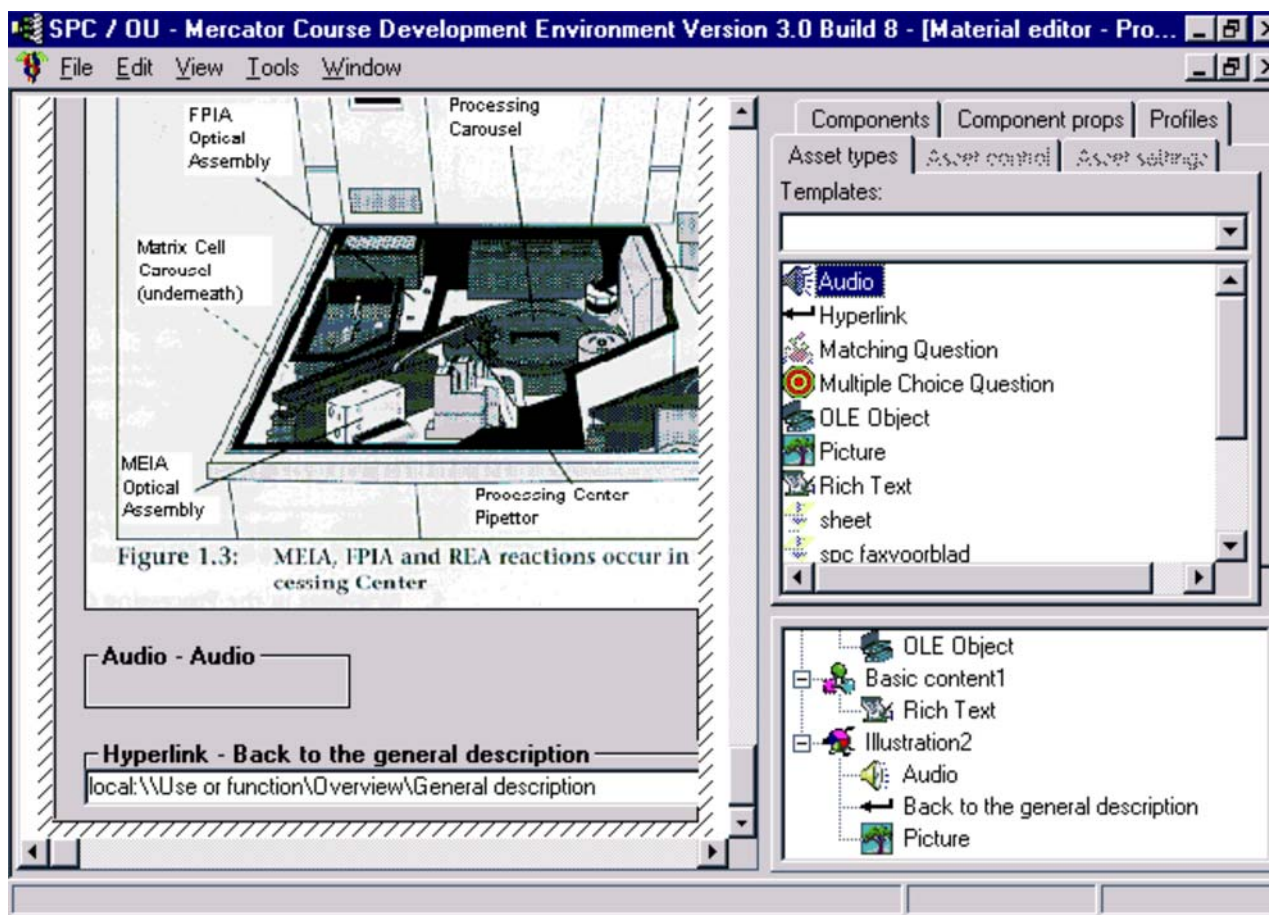 SPC / OU - Mercator Course Development Environment Version 3.0 Build 8 - [Material editor - Pro...
File Edit View Tools Window
FPIA
Optical
Assembly
Processing
Carousel
Matrix Cell
Carousel
(underneath)
MEIA
Optical
Assembly
Processing Center
Pipettor
Figure 1.3: MEIA, FPIA and REA reactions occur in
cessing Center
Audio - Audio
Hyperlink - Back to the general description
local:\\Use or function\Overview\General description
Components Component props Profiles
Asset types Asset control Asset settings
Templates:
Audio
Hyperlink
Matching Question
Multiple Choice Question
OLE Object
Picture
Rich Text
sheet
spc faxvoorblad
OLE Object
Basic content1
Rich Text
Illustration2
Audio
Back to the general description
Picture